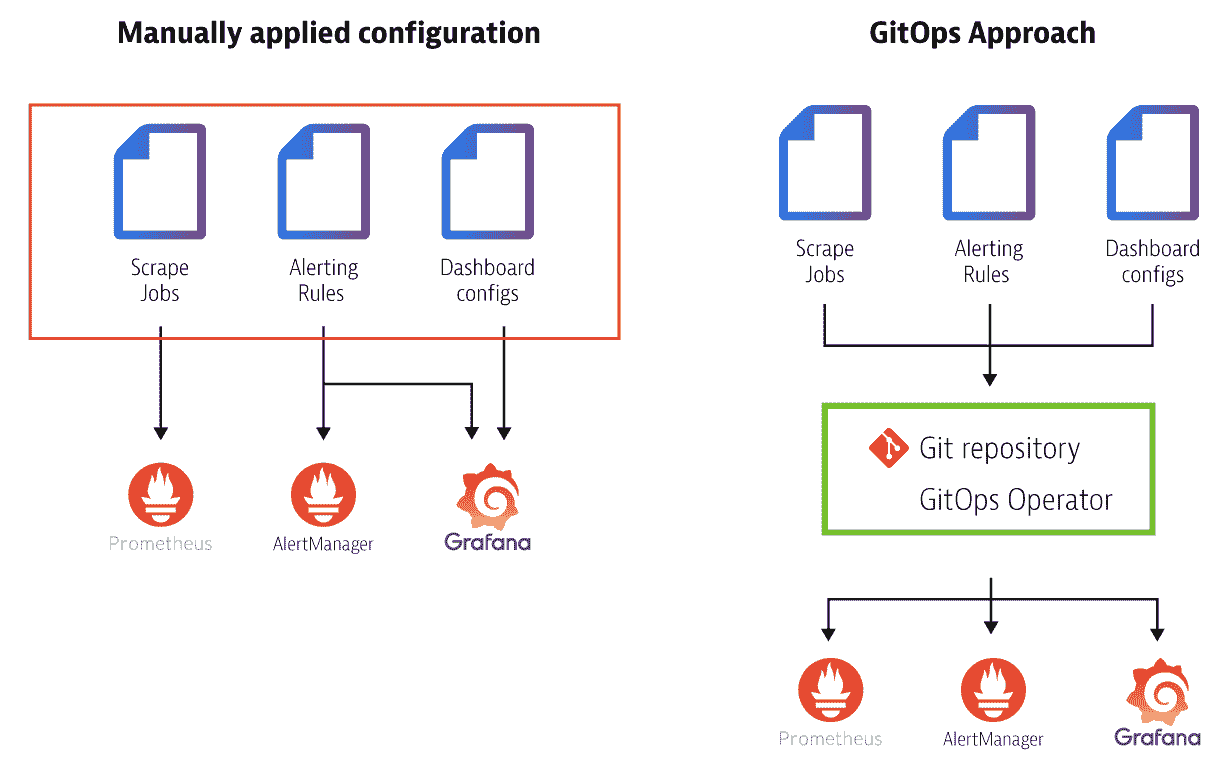 Manually applied configuration
Scrape
Jobs
Alerting
Rules
Dashboard
configs
Prometheus
AlertManager
Grafana
GitOps Approach
Scrape
Jobs
Alerting
Rules
Dashboard
configs
Git repository
GitOps Operator
Prometheus
AlertManager
Grafana